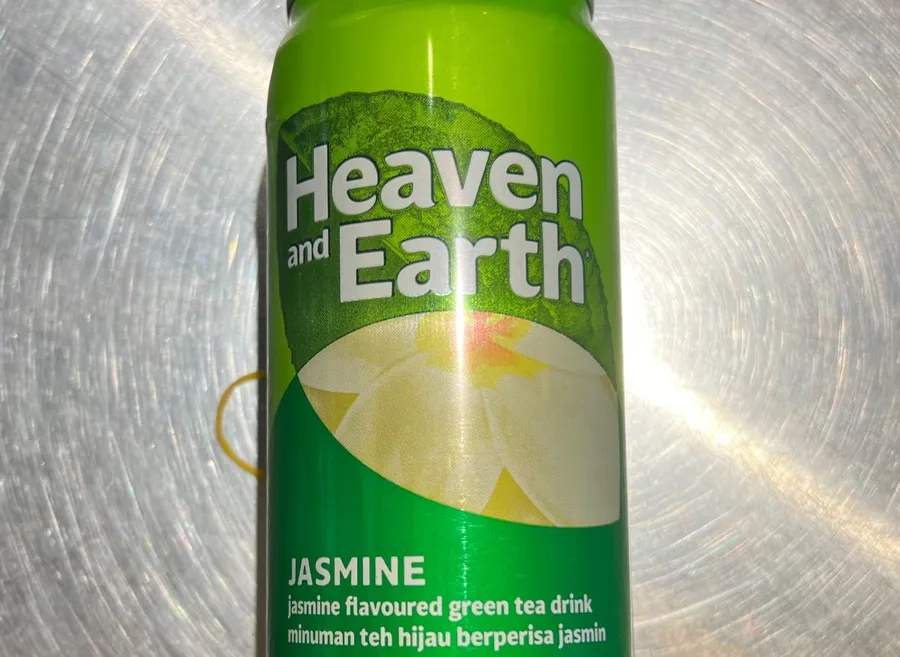 Heaven
and Earth
JASMINE
jasmine flavoured green tea drink
minuman teh hijau berperisa jasmin